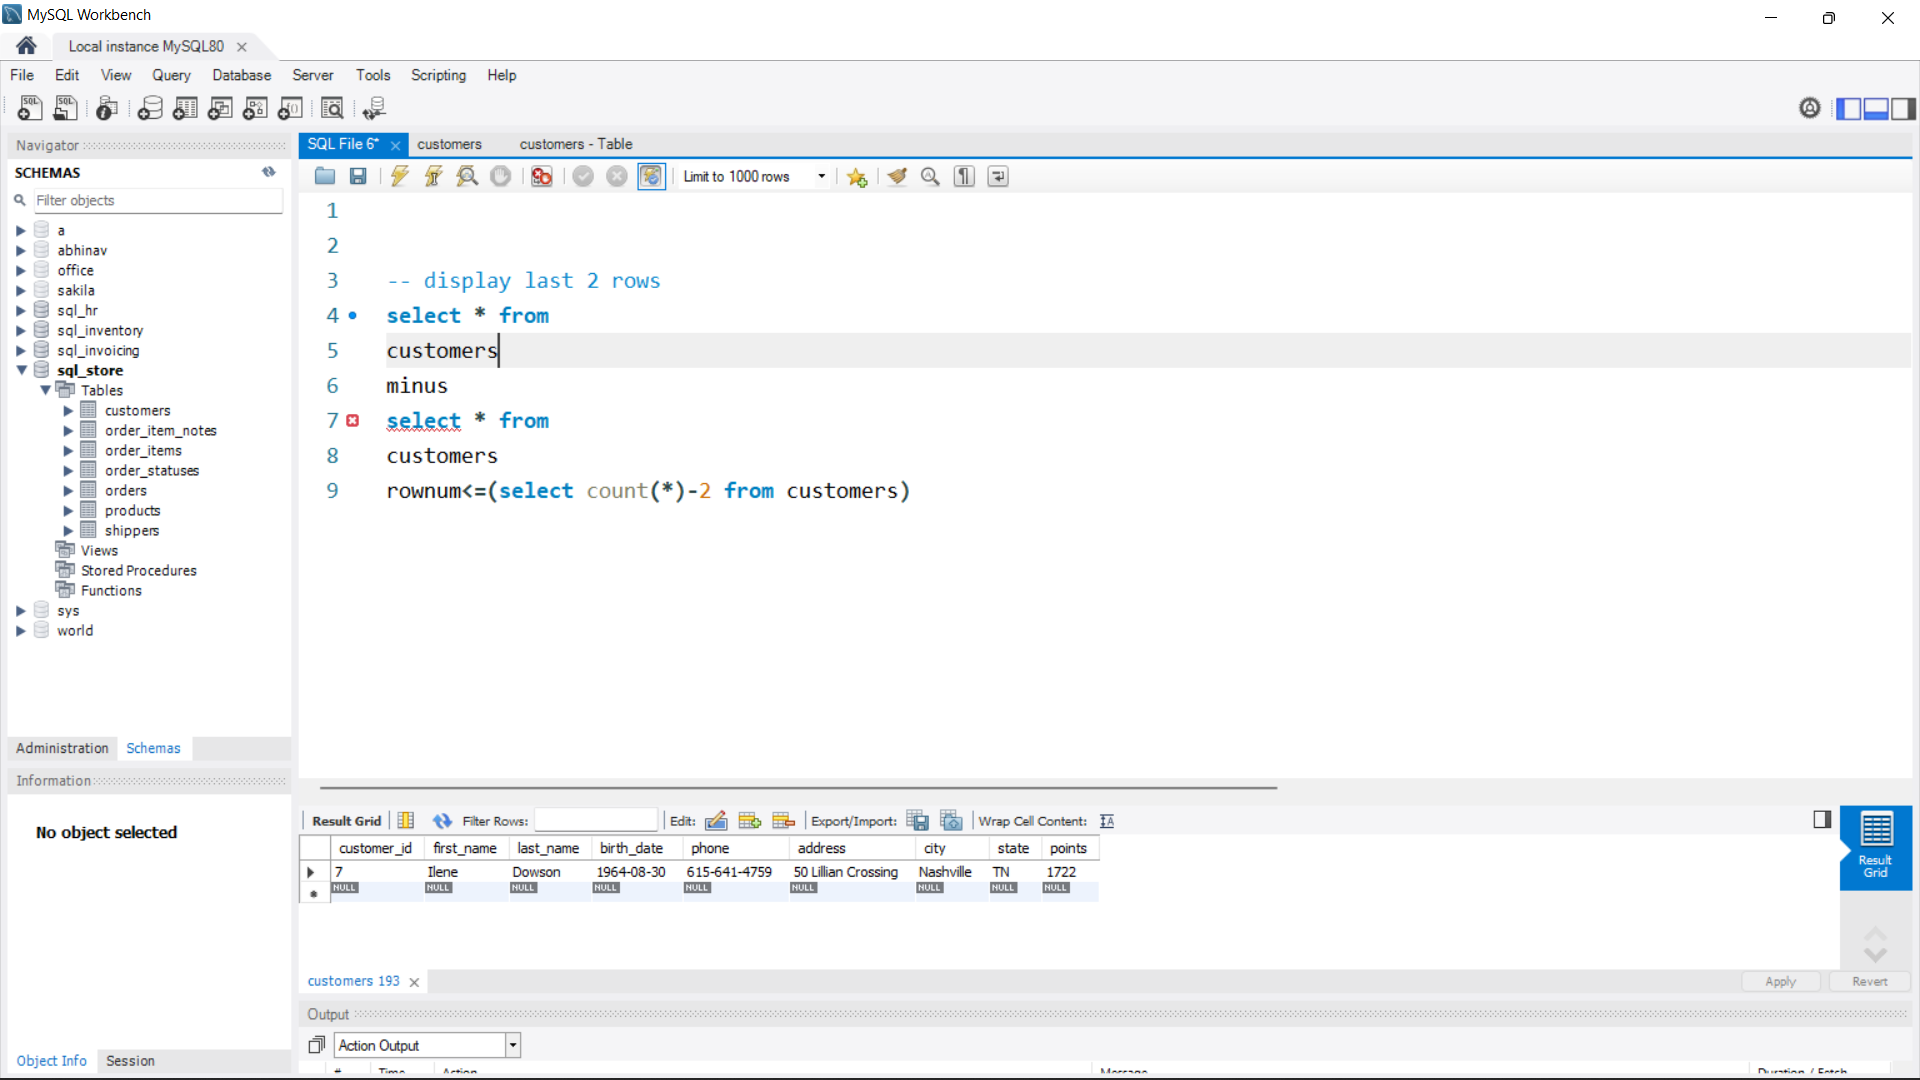 MySQL Workbench
Local instance MySQL80
File Edit View Query Database Server Tools Scripting Help
Navigator
SCHEMAS
Filter objects
a
abhinav
office
sakila
sql_hr
sql_inventory
sql_invoicing
sql_store
Tables
customers
order_item_notes
order_items
order_statuses
orders
products
shippers
Views
Stored Procedures
Functions
sys
world
Administration Schemas
Information
No object selected
Object Info Session
SQL File 6* customers customers - Table
Limit to 1000 rows
1
2
3 -- display last 2 rows
4 select * from
5 customers
6 minus
7 select * from
8 customers
9 rownum<=(select count(*)-2 from customers)
Result Grid Filter Rows: Edit: Export/Import: Wrap Cell Content:
customer_id first_name last_name birth_date phone address city state points
7 Ilene Dowson 1964-08-30 615-641-4759 50 Lillian Crossing Nashville TN 1722
NULL NULL NULL NULL NULL NULL NULL NULL NULL
Result Grid
customers 193
Apply Revert
Output
Action Output
# Time Action Message Duration / Fetch